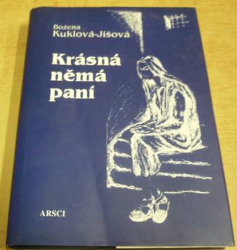 Božena
Kuklová-Jíšová
Krásná
němá
paní
ARSCI